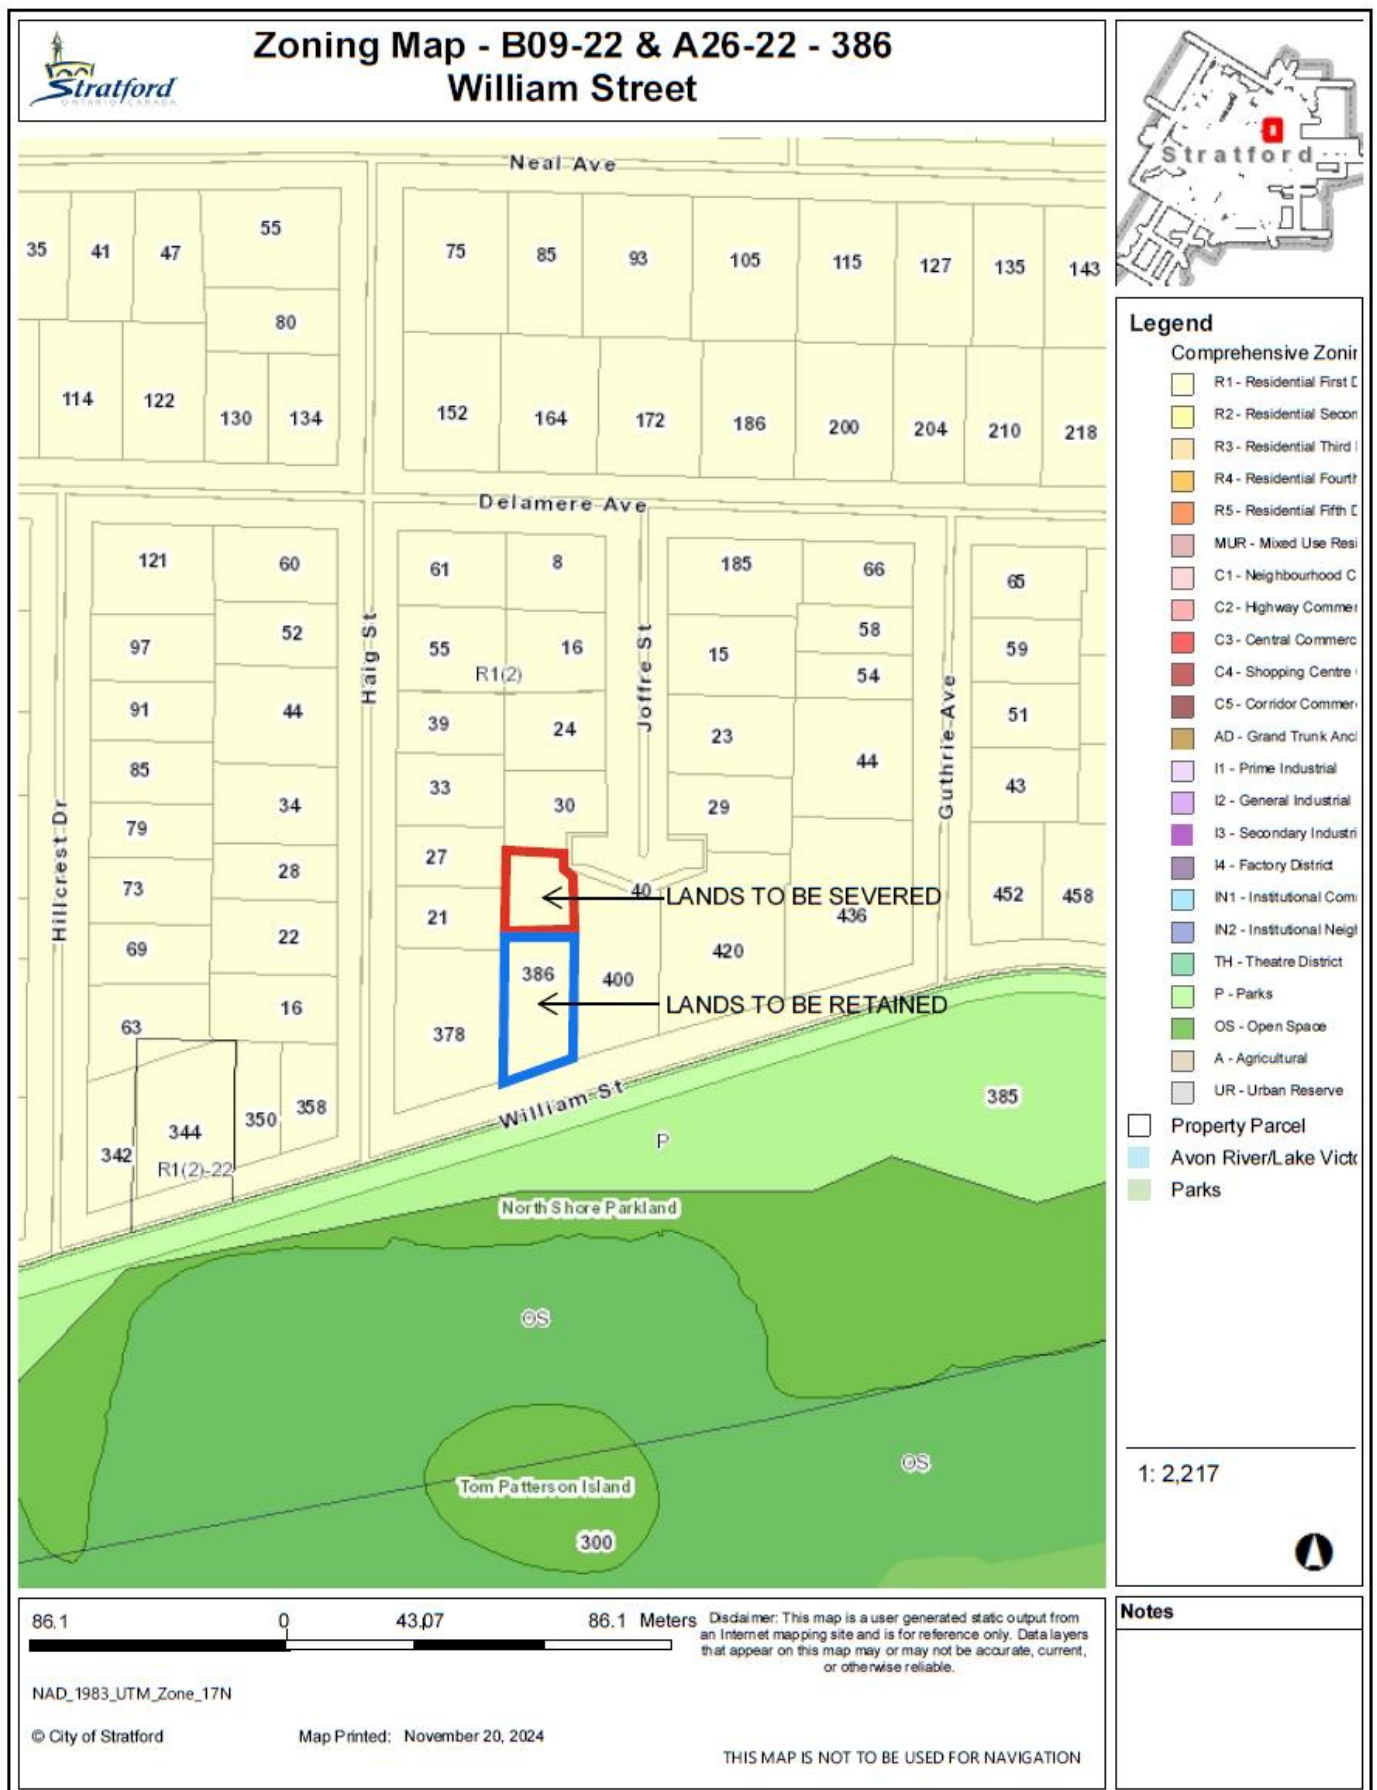 Stratford
ONTARIO CANADA
Zoning Map - B09-22 & A26-22 - 386
William Street
Stratford
Neal Ave
35 41 47 55 75 85 93 105 115 127 135 143
80
114 122 130 134 152 164 172 186 200 204 210 218
Delamere Ave
121 60 61 8 185 66 65
97 52 55 16 15 58 59
R1(2)
54
91 44 39 24 23 51
85 33 44 43
79 34 30 29
Hillcrest Dr
Haig St
Joffre St
Guthrie Ave
73 28 27 40 452 458
LANDS TO BE SEVERED
21 436
69 22 386 400 420
LANDS TO BE RETAINED
63 16 378
William St
342 344 350 358 385
R1(2)-22
P
North Shore Parkland
OS
OS
Tom Patterson Island
300
Legend
Comprehensive Zonin
R1 - Residential First D
R2 - Residential Secon
R3 - Residential Third
R4 - Residential Fourth
R5 - Residential Fifth D
MUR - Mixed Use Resi
C1 - Neighbourhood C
C2 - Highway Commer
C3 - Central Commerc
C4 - Shopping Centre
C5 - Corridor Commer
AD - Grand Trunk Anc
I1 - Prime Industrial
I2 - General Industrial
I3 - Secondary Industri
I4 - Factory District
IN1 - Institutional Com
IN2 - Institutional Neigh
TH - Theatre District
P - Parks
OS - Open Space
A - Agricultural
UR - Urban Reserve
Property Parcel
Avon River/Lake Victo
Parks
1: 2,217
86.1 0 43.07 86.1 Meters
Disclaimer: This map is a user generated static output from
an Internet mapping site and is for reference only. Data layers
that appear on this map may or may not be accurate, current,
or otherwise reliable.
NAD_1983_UTM_Zone_17N
© City of Stratford
Map Printed: November 20, 2024
THIS MAP IS NOT TO BE USED FOR NAVIGATION
Notes